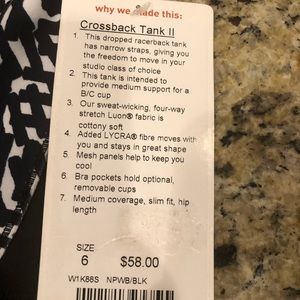 why we made this:
Crossback Tank II
1. This dropped racerback tank
has narrow straps, giving you
the freedom to move in your
studio class of choice
2. This tank is intended to
provide medium support for a
B/C cup
3. Our sweat-wicking, four-way
stretch Luon® fabric is
cottony soft
4. Added LYCRA® fibre moves with
you and stays in great shape
5. Mesh panels help to keep you
cool
6. Bra pockets hold optional,
removable cups
7. Medium coverage, slim fit, hip
length
SIZE
6 $58.00
W1K88S NPWB/BLK